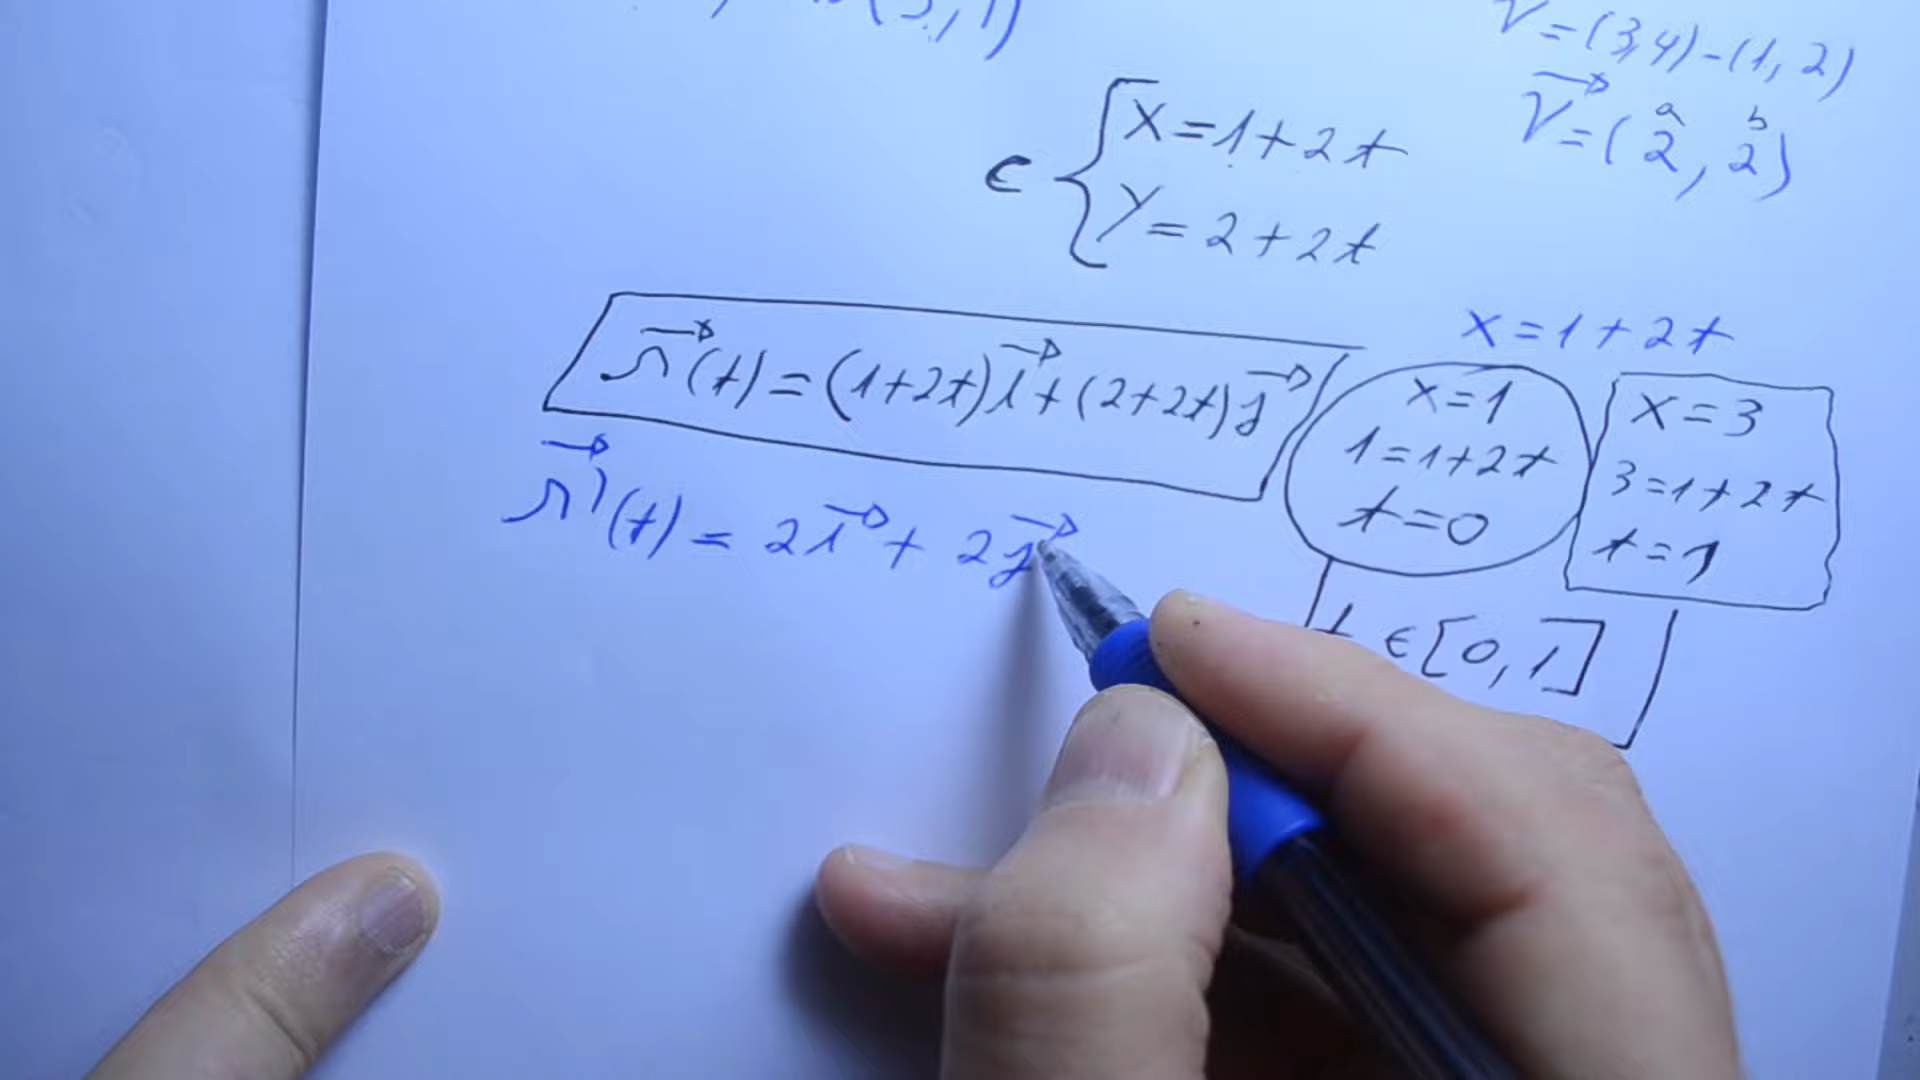 V=(3,4)-(1,2)
V=(2,2)
a b
C { x=1+2t
y=2+2t
r(t)=(1+2t)i+(2+2t)j
x=1+2t
x=1
1=1+2t
t=0
x=3
3=1+2t
t=1
r'(t)=2i+2j
t∈[0,1]